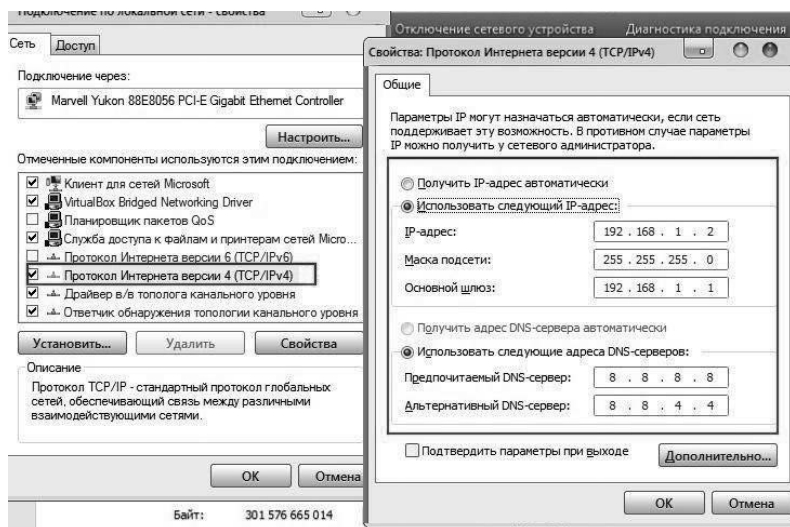 Подключение по локальной сети - свойства
Сеть
Доступ
Подключение через:
Marvell Yukon 88E8056 PCI-E Gigabit Ethernet Controller
Настроить...
Отмеченные компоненты используются этим подключением:
Клиент для сетей Microsoft
VirtualBox Bridged Networking Driver
Планировщик пакетов QoS
Служба доступа к файлам и принтерам сетей Micro...
Протокол Интернета версии 6 (TCP/IPv6)
Протокол Интернета версии 4 (TCP/IPv4)
Драйвер в/в тополога канального уровня
Ответчик обнаружения топологии канального уровня
Установить...
Удалить
Свойства
Описание
Протокол TCP/IP - стандартный протокол глобальных
сетей, обеспечивающий связь между различными
взаимодействующими сетями.
OK
Отмена
Байт: 301 576 665 014
Отключение сетевого устройства
Диагностика подключения
Свойства: Протокол Интернета версии 4 (TCP/IPv4)
Общие
Параметры IP могут назначаться автоматически, если сеть
поддерживает эту возможность. В противном случае параметры
IP можно получить у сетевого администратора.
Получить IP-адрес автоматически
Использовать следующий IP-адрес:
IP-адрес: 192 . 168 . 1 . 2
Маска подсети: 255 . 255 . 255 . 0
Основной шлюз: 192 . 168 . 1 . 1
Получить адрес DNS-сервера автоматически
Использовать следующие адреса DNS-серверов:
Предпочитаемый DNS-сервер: 8 . 8 . 8 . 8
Альтернативный DNS-сервер: 8 . 8 . 4 . 4
Подтвердить параметры при выходе
Дополнительно...
OK
Отмена